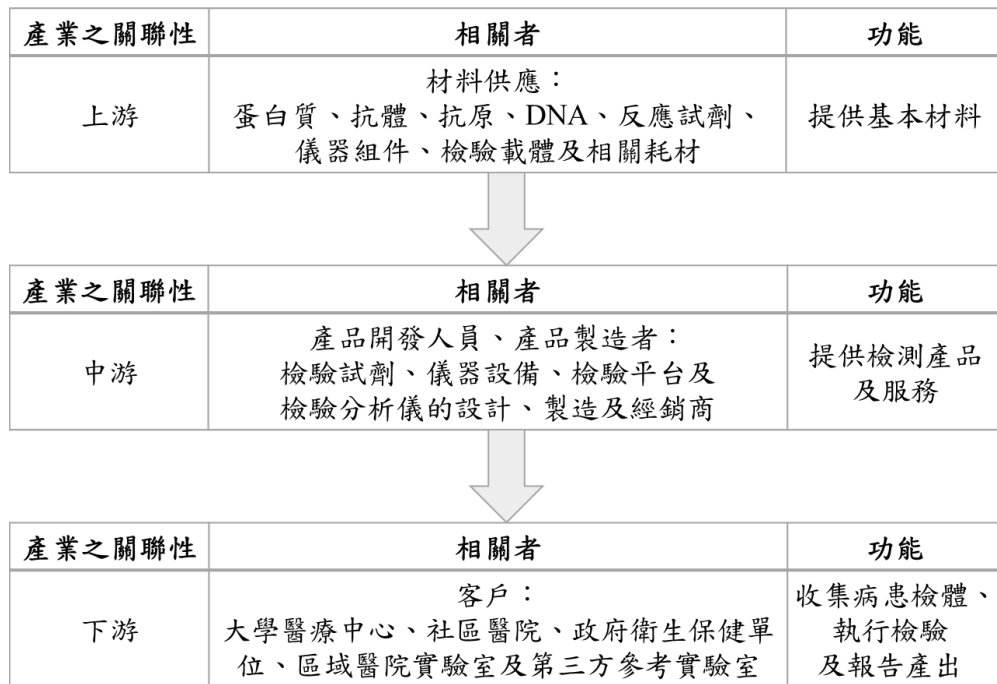 產業之關聯性 相關者 功能
上游
材料供應：
蛋白質、抗體、抗原、DNA、反應試劑、
儀器組件、檢驗載體及相關耗材
提供基本材料
產業之關聯性 相關者 功能
中游
產品開發人員、產品製造者：
檢驗試劑、儀器設備、檢驗平台及
檢驗分析儀的設計、製造及經銷商
提供檢測產品
及服務
產業之關聯性 相關者 功能
下游
客戶：
大學醫療中心、社區醫院、政府衛生保健單
位、區域醫院實驗室及第三方參考實驗室
收集病患檢體、
執行檢驗
及報告產出